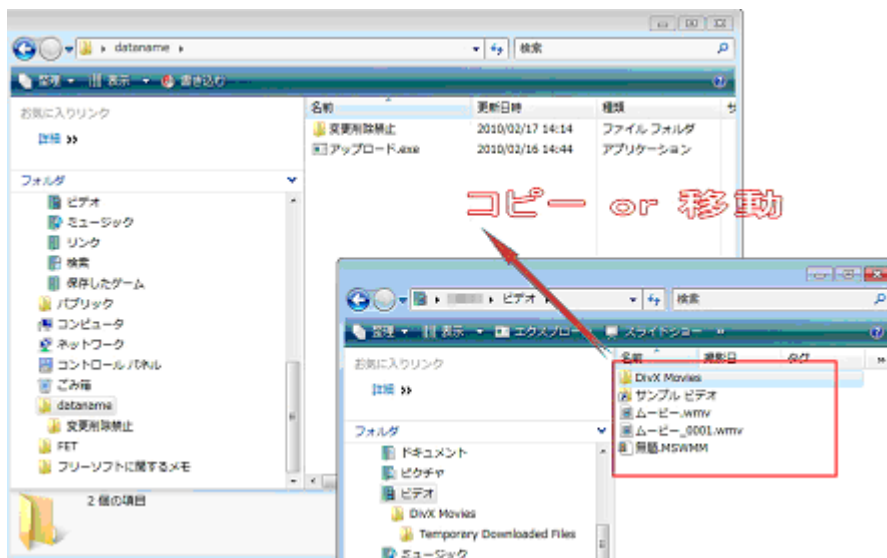 dataname
検索
整理 表示 書き込む
お気に入りリンク
詳細 »
名前 更新日時 種類 サ
変更削除禁止 2010/02/17 14:14 ファイル フォルダ
アップロード.exe 2010/02/16 14:44 アプリケーション
フォルダ
ビデオ
ミュージック
リンク
検索
保存したゲーム
パブリック
コンピュータ
ネットワーク
コントロール パネル
ごみ箱
dataname
変更削除禁止
FET
フリーソフトに関するメモ
2 個の項目
コピー or 移動
ビデオ
検索
整理 表示 エクスプローラ スライドショー »
お気に入りリンク
詳細 »
名前 撮影日 タグ »
DivX Movies
サンプル ビデオ
ムービー.wmv
ムービー_0001.wmv
無題.MSWMM
フォルダ
ドキュメント
ピクチャ
ビデオ
DivX Movies
Temporary Downloaded Files
ミュージック